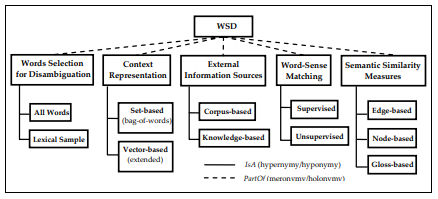 WSD
Words Selection
for Disambiguation
Context
Representation
External
Information Sources
Word-Sense
Matching
Semantic Similarity
Measures
All Words
Lexical Sample
Set-based
(bag-of-words)
Vector-based
(extended)
Corpus-based
Knowledge-based
Supervised
Unsupervised
Edge-based
Node-based
Gloss-based
IsA (hypernymy/hyponymy)
PartOf (meronymy/holonymy)